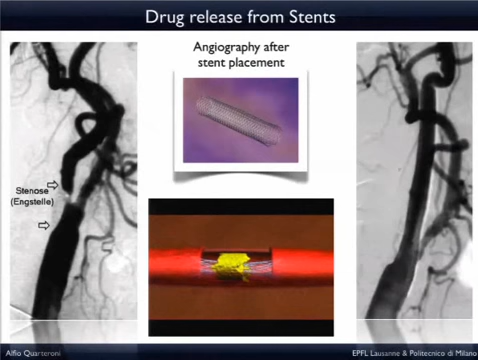 Drug release from Stents
Angiography after
stent placement
Stenose
(Engstelle)
Alfio Quarteroni
EPFL Lausanne & Politecnico di Milano